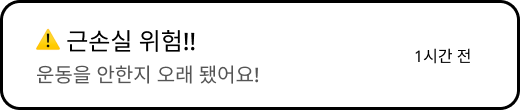 ⚠ 근손실 위험!!
1시간 전
운동을 안한지 오래 됐어요!